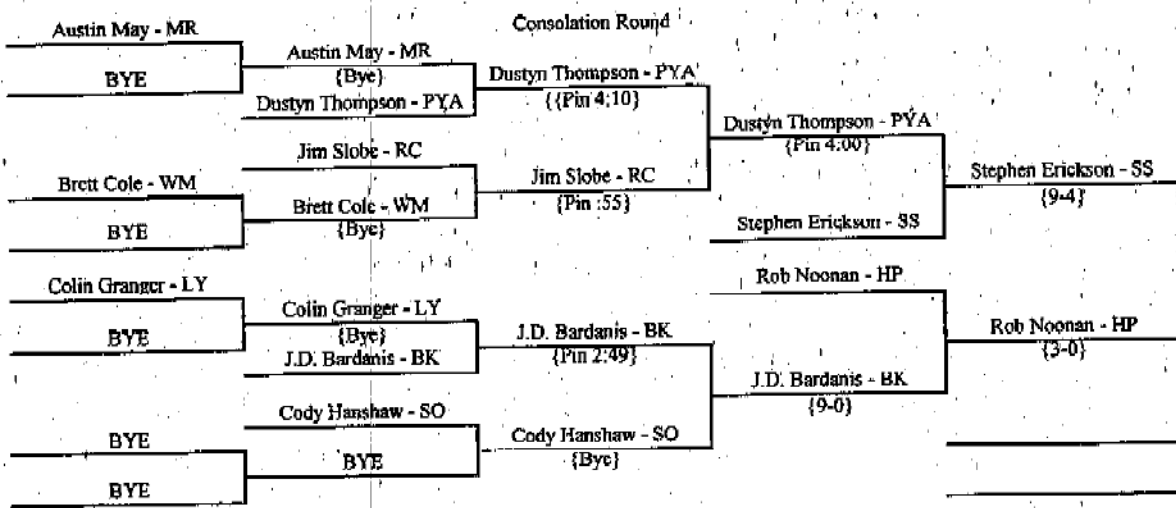 Consolation Round
Austin May - MR
BYE
Austin May - MR
{Bye}
Dustyn Thompson - PYA
Dustyn Thompson - PYA
{{Pin 4:10}
Jim Slobe - RC
Brett Cole - WM
BYE
Brett Cole - WM
{Bye}
Jim Slobe - RC
{Pin :55}
Dustyn Thompson - PYA
{Pin 4:00}
Stephen Erickson - SS
Stephen Erickson - SS
{9-4}
Colin Granger - LY
BYE
Colin Granger - LY
{Bye}
J.D. Bardanis - BK
J.D. Bardanis - BK
{Pin 2:49}
Cody Hanshaw - SO
BYE
BYE
BYE
Cody Hanshaw - SO
{Bye}
Rob Noonan - HP
J.D. Bardanis - BK
{9-0}
Rob Noonan - HP
{3-0}